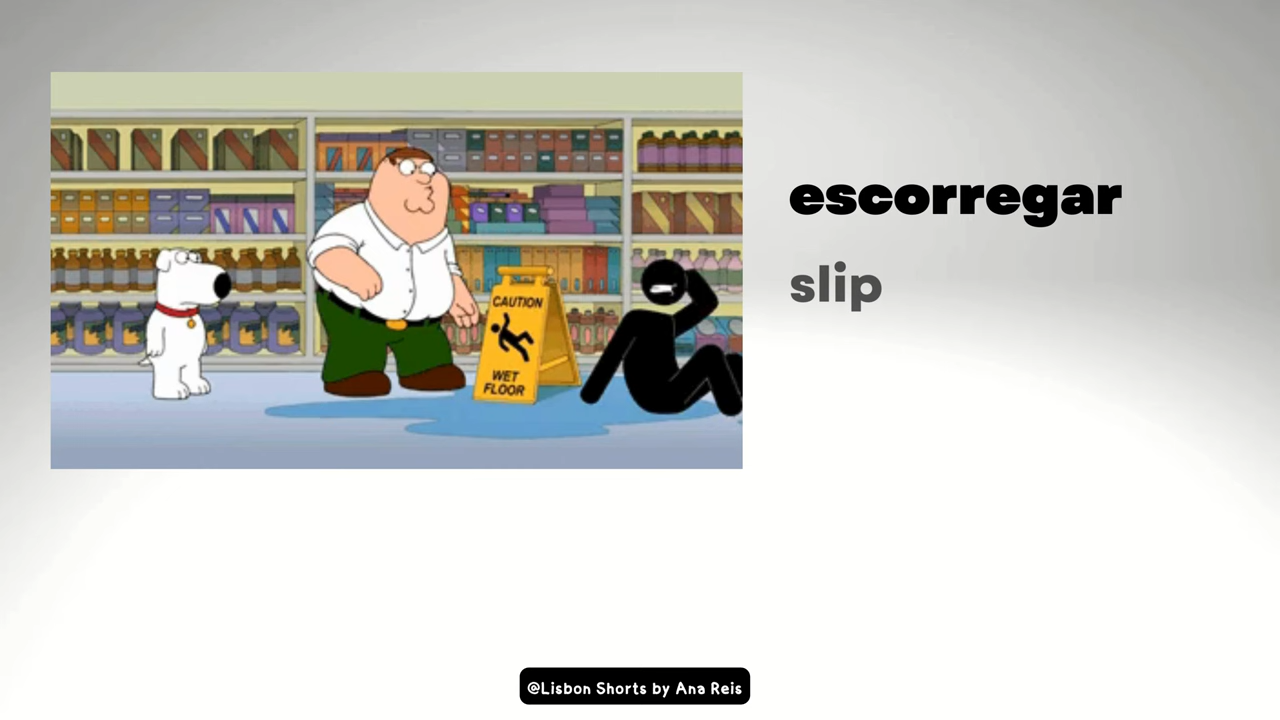 escorregar
slip
CAUTION
WET
FLOOR
@Lisbon Shorts by Ana Reis